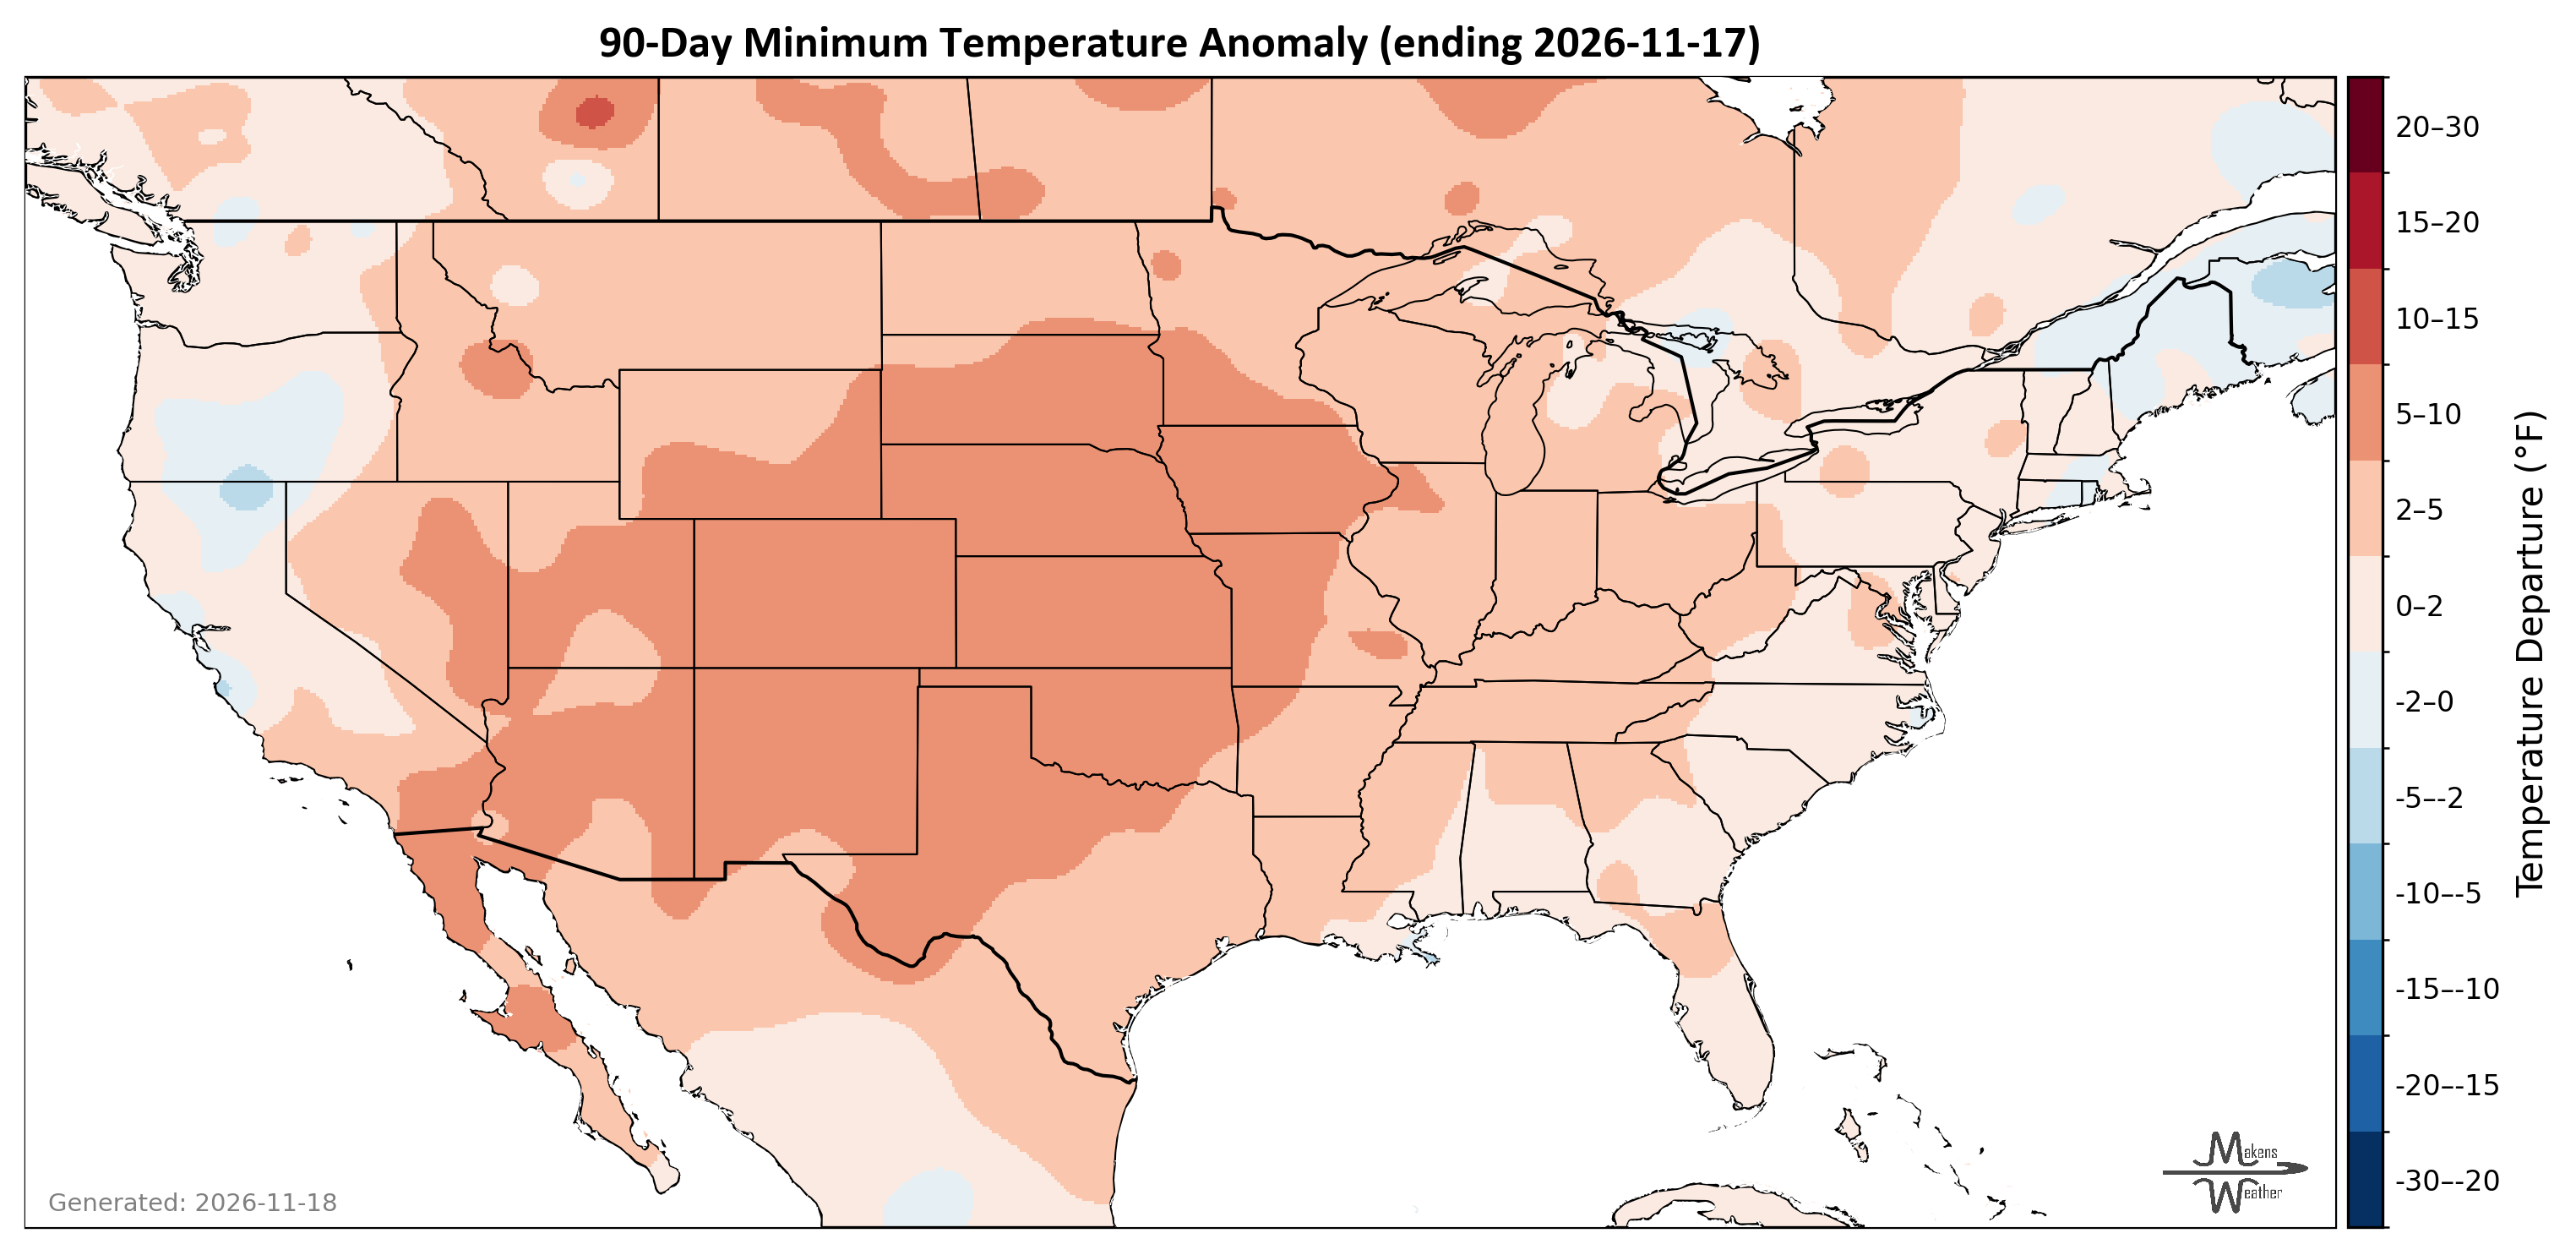 90-Day Minimum Temperature Anomaly (ending 2026-11-17)
20–30
15–20
10–15
5–10
2–5
0–2
-2–0
-5–-2
-10–-5
-15–-10
-20–-15
-30–-20
Temperature Departure (°F)
Generated: 2026-11-18
Makens
Weather